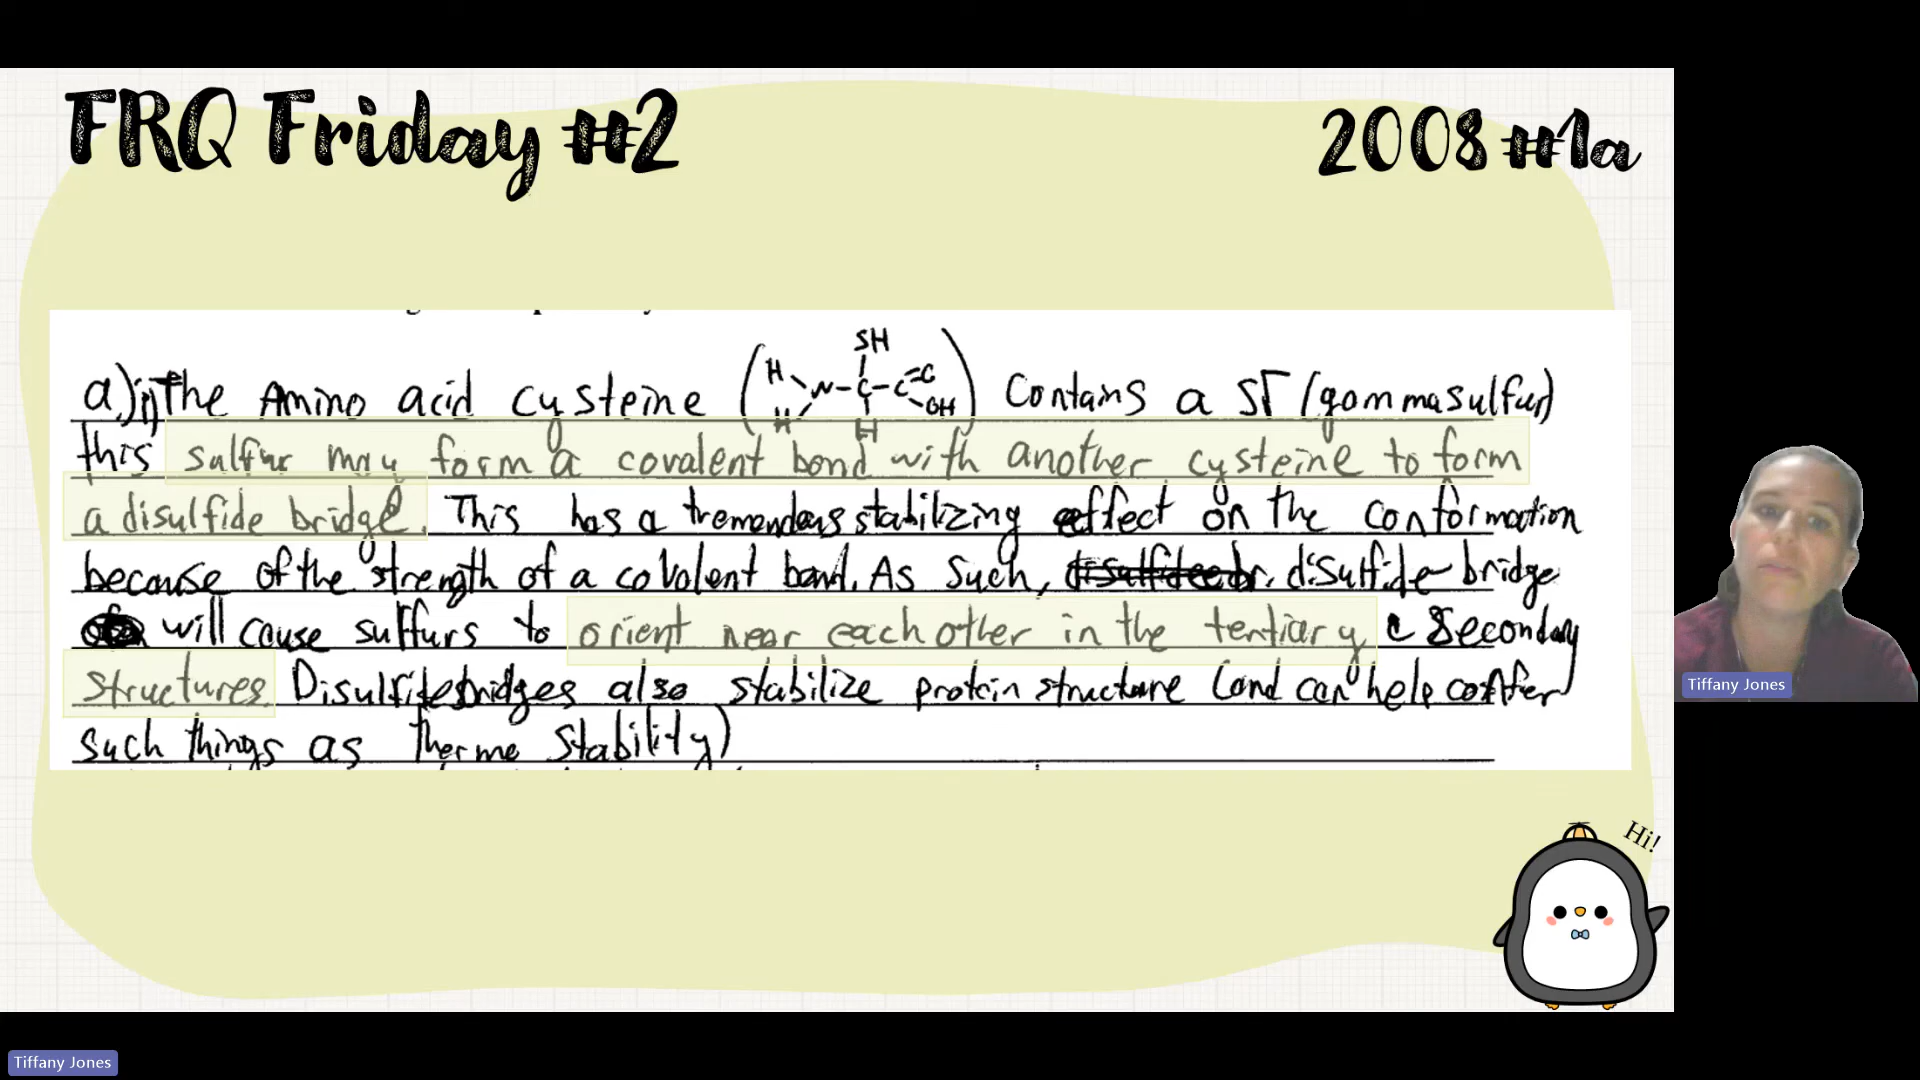 FRQ Friday #2
2008 #1a
a.) i) The Amino acid cysteine ( H H N - C - C SH H =O OH ) Contains a SΓ (gommasulfur)
this sulfur may form a covalent bond with another cysteine to form
a disulfide bridge. This has a tremendous stabilizing effect on the conformation
because of the strength of a covalent bond. As such, disulfide bridge
will cause sulfurs to orient near each other in the tertiary & Secondary
structures. Disulfide bridges also stabilize protein structure (and can help confer
such things as therme stability)
Hi!
Tiffany Jones
Tiffany Jones